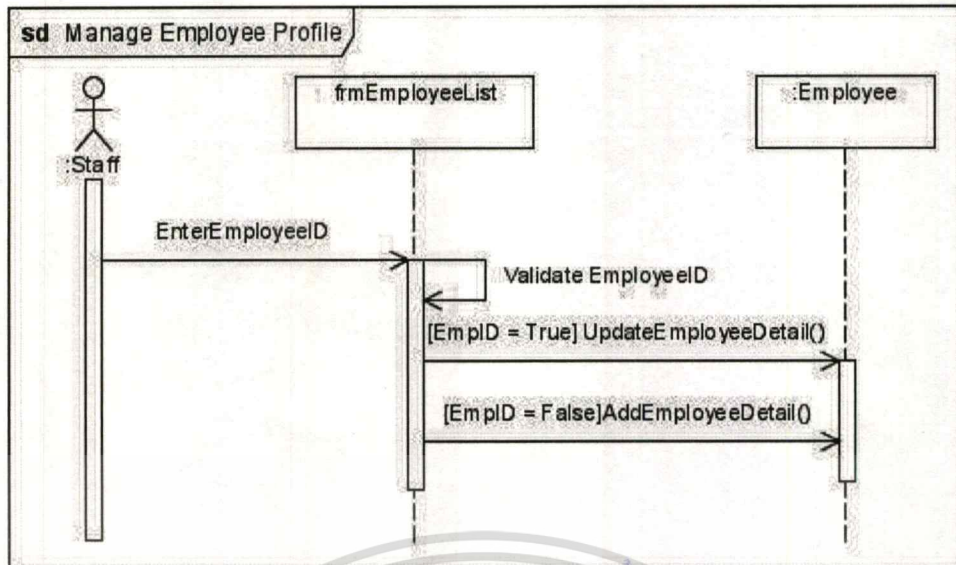 sd Manage Employee Profile
frmEmployeeList
:Employee
:Staff
EnterEmployeeID
Validate EmployeeID
[EmpID = True] UpdateEmployeeDetail()
[EmpID = False]AddEmployeeDetail()